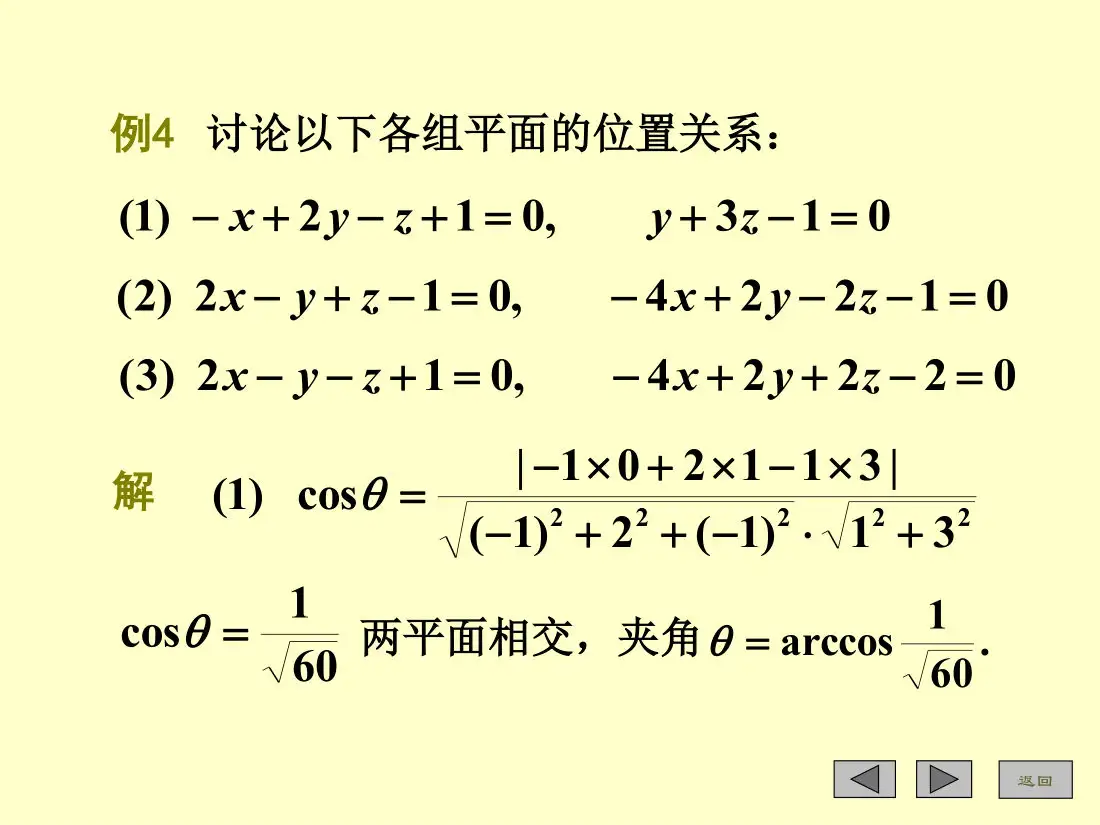 例4 讨论以下各组平面的位置关系：
(1) −x+2y−z+1=0, y+3z−1=0
(2) 2x−y+z−1=0, −4x+2y−2z−1=0
(3) 2x−y−z+1=0, −4x+2y+2z−2=0
解 (1) cosθ = |−1×0+2×1−1×3| / √((−1)²+2²+(−1)²) · √(1²+3²)
cosθ = 1/√60 两平面相交，夹角θ = arccos 1/√60 .
返回